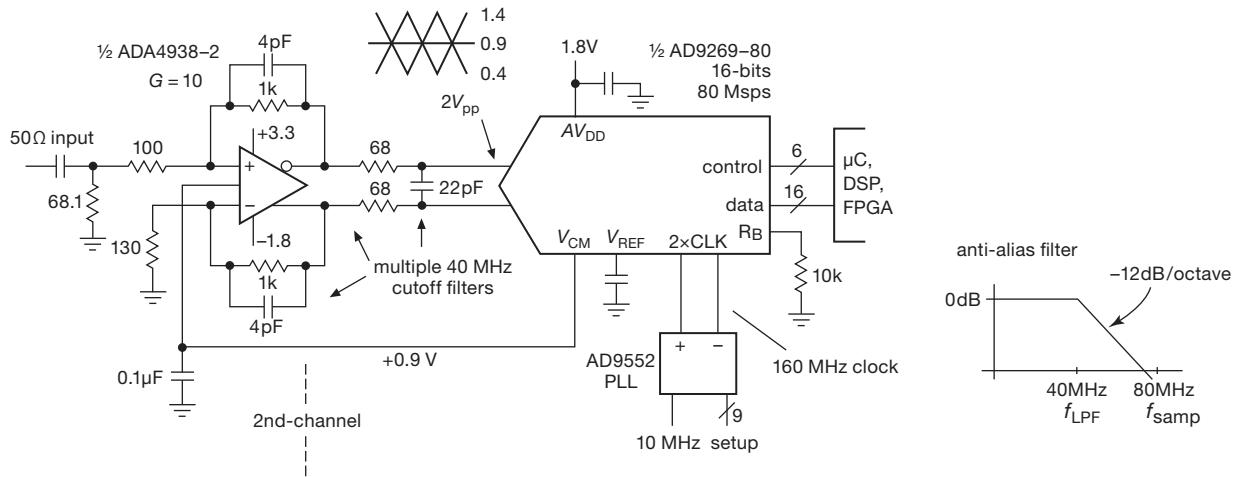 ½ ADA4938–2
G = 10
4pF
1k
1.4
0.9
0.4
1.8V
½ AD9269–80
16-bits
80 Msps
2Vpp
AVDD
50Ω input
100
+3.3
68
68
22pF
68.1
130
–1.8
+
–
1k
4pF
multiple 40 MHz
cutoff filters
control
6
data
16
RB
10k
µC,
DSP,
FPGA
VCM
VREF
2×CLK
+0.9 V
0.1µF
2nd-channel
AD9552
PLL
+
–
160 MHz clock
9
10 MHz
setup
anti-alias filter
–12dB/octave
0dB
40MHz
fLPF
80MHz
fsamp